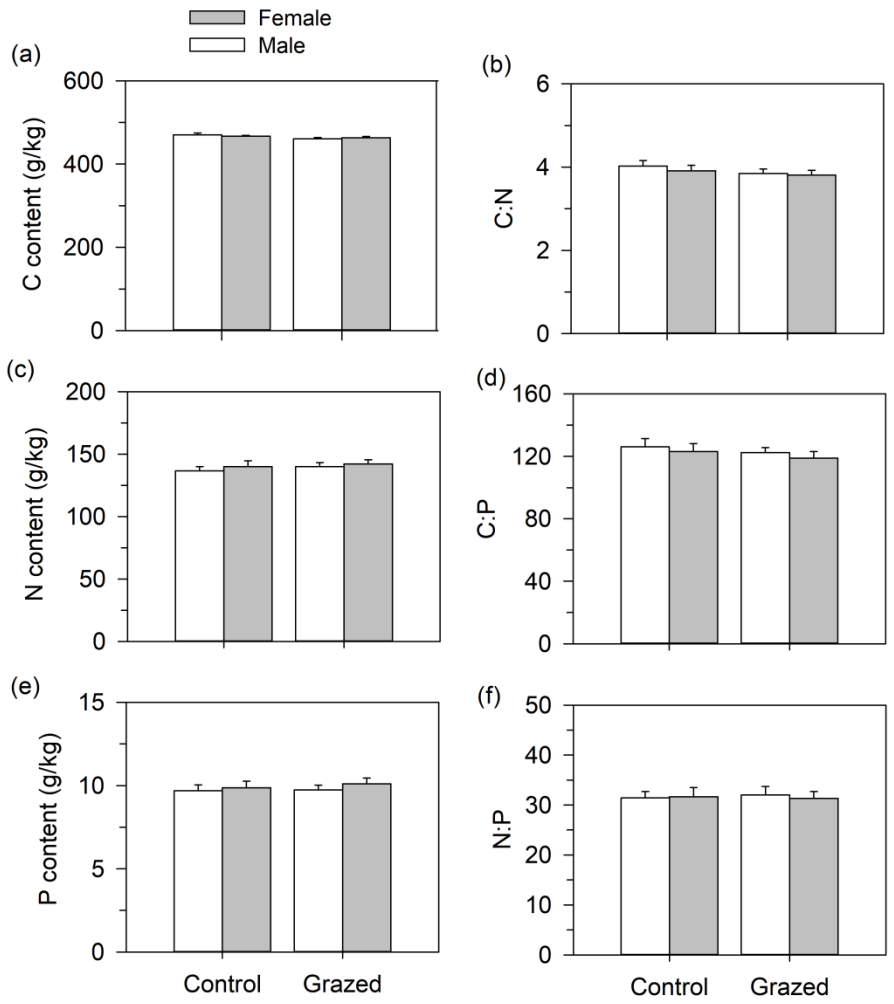 Female
Male
(a)
600
400
200
0
C content (g/kg)
(b)
6
4
2
0
C:N
(c)
200
150
100
50
0
N content (g/kg)
(d)
160
120
80
40
0
C:P
(e)
15
10
5
0
P content (g/kg)
Control
Grazed
(f)
50
40
30
20
10
0
N:P
Control
Grazed